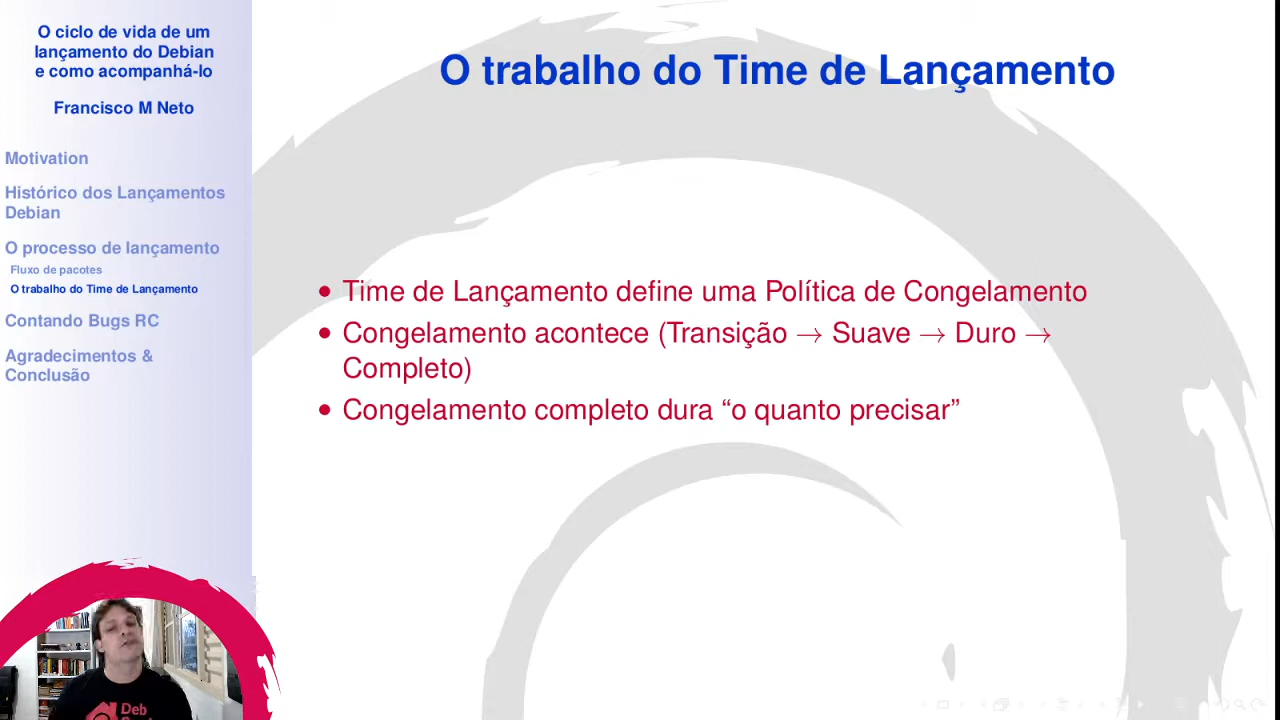 O ciclo de vida de um
lançamento do Debian
e como acompanhá-lo
Francisco M Neto
Motivation
Histórico dos Lançamentos
Debian
O processo de lançamento
Fluxo de pacotes
O trabalho do Time de Lançamento
Contando Bugs RC
Agradecimentos &
Conclusão
O trabalho do Time de Lançamento
• Time de Lançamento define uma Política de Congelamento
• Congelamento acontece (Transição → Suave → Duro →
Completo)
• Congelamento completo dura “o quanto precisar”
Deb